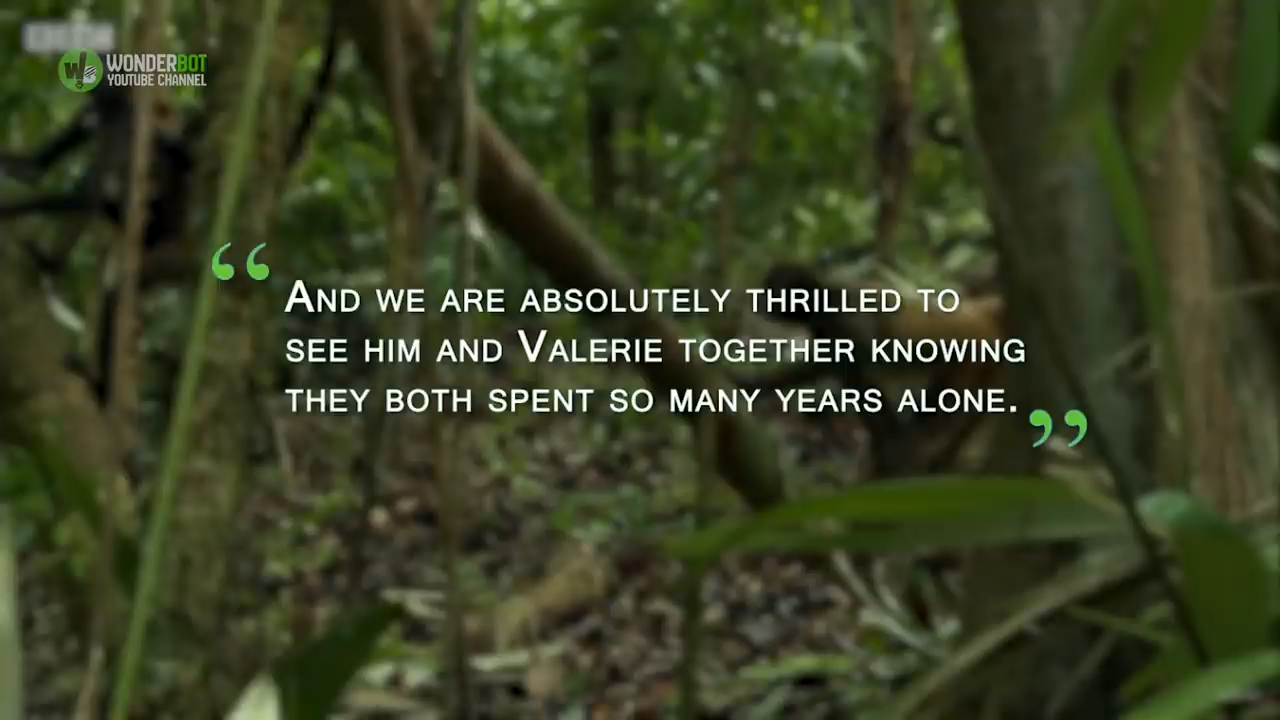 WONDERBOT
YOUTUBE CHANNEL
“ AND WE ARE ABSOLUTELY THRILLED TO
SEE HIM AND VALERIE TOGETHER KNOWING
THEY BOTH SPENT SO MANY YEARS ALONE. ”